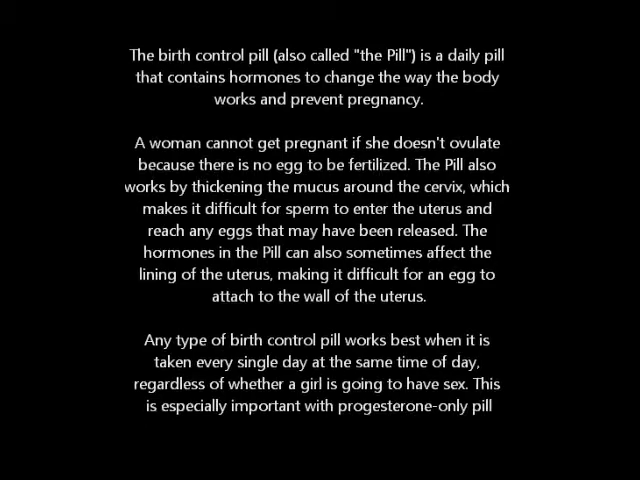 The birth control pill (also called "the Pill") is a daily pill
that contains hormones to change the way the body
works and prevent pregnancy.
A woman cannot get pregnant if she doesn't ovulate
because there is no egg to be fertilized. The Pill also
works by thickening the mucus around the cervix, which
makes it difficult for sperm to enter the uterus and
reach any eggs that may have been released. The
hormones in the Pill can also sometimes affect the
lining of the uterus, making it difficult for an egg to
attach to the wall of the uterus.
Any type of birth control pill works best when it is
taken every single day at the same time of day,
regardless of whether a girl is going to have sex. This
is especially important with progesterone-only pill